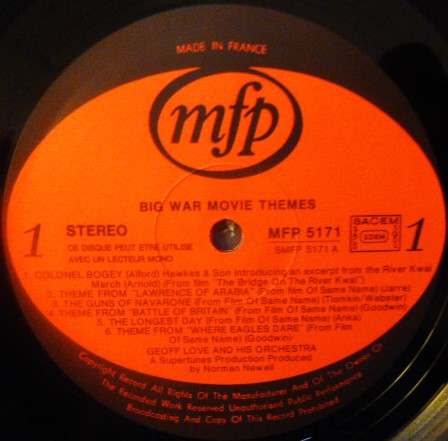 MADE IN FRANCE
mfp
BIG WAR MOVIE THEMES
1 STEREO
CE DISQUE PEUT ETRE UTILISE
AVEC UN LECTEUR MONO
MFP 5171
SMFP 5171 A
SACEM
SDRM
1
1. COLONEL BOGEY (Alford) Hawkes & Son Introducing an excerpt from the River Kwai
March (Arnold) (From film "The Bridge On The River Kwai")
2. THEME FROM "LAWRENCE OF ARABIA" (From film Of Same Name) (Jarre)
3. THE GUNS OF NAVARONE (From Film Of Same Name) (Tiomkin/Webster)
4. THEME FROM "BATTLE OF BRITAIN" (From Film Of Same Name) (Goodwin)
5. THE LONGEST DAY (From Film Of Same Name) (Anka)
6. THEME FROM "WHERE EAGLES DARE" (From Film
Of Same Name) (Goodwin)
GEOFF LOVE AND HIS ORCHESTRA
A Supertunes Production Produced
by Norman Newell
Copyright Record All Rights Of The Manufacturer And Of The Owner Of
The Recorded Work Reserved Unauthorised Public Performance
Broadcasting And Copy Of This Record Prohibited